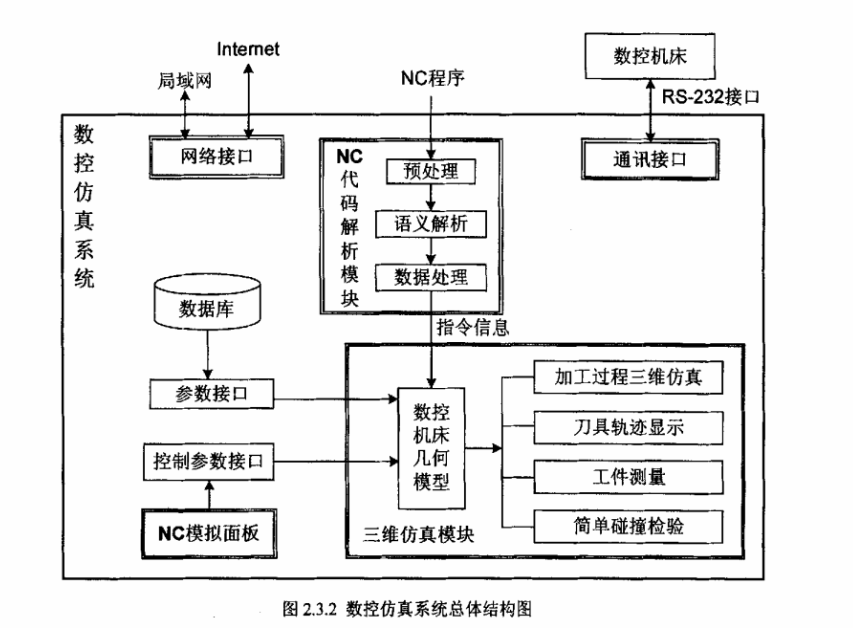 Internet
局域网
NC程序
数控机床
RS-232接口
数控仿真系统
网络接口
NC代码解析模块
预处理
语义解析
数据处理
通讯接口
数据库
指令信息
参数接口
控制参数接口
NC模拟面板
数控机床几何模型
加工过程三维仿真
刀具轨迹显示
工件测量
简单碰撞检验
三维仿真模块
图 2.3.2 数控仿真系统总体结构图